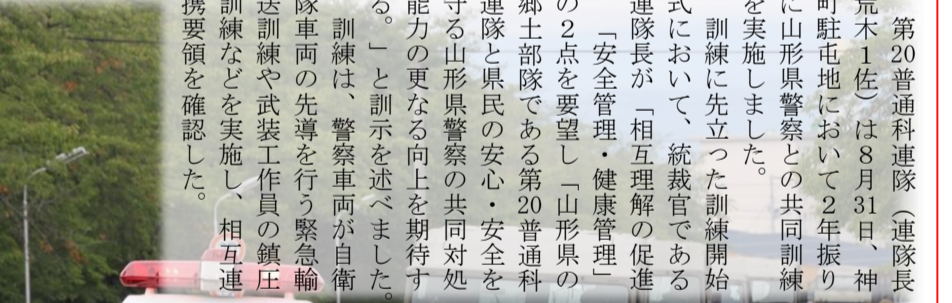 第20普通科連隊（連隊長
荒木１佐）は８月31日、神
町駐屯地において２年振り
に山形県警察との共同訓練
を実施しました。
訓練に先立った訓練開始
式において、統裁官である
連隊長が「相互理解の促進
「安全管理・健康管理」
の２点を要望し「山形県の
郷土部隊である第20普通科
連隊と県民の安心・安全を
守る山形県警察の共同対処
能力の更なる向上を期待す
る。」と訓示を述べました。
訓練は、警察車両が自衛
隊車両の先導を行う緊急輸
送訓練や武装工作員の鎮圧
訓練などを実施し、相互連
携要領を確認した。